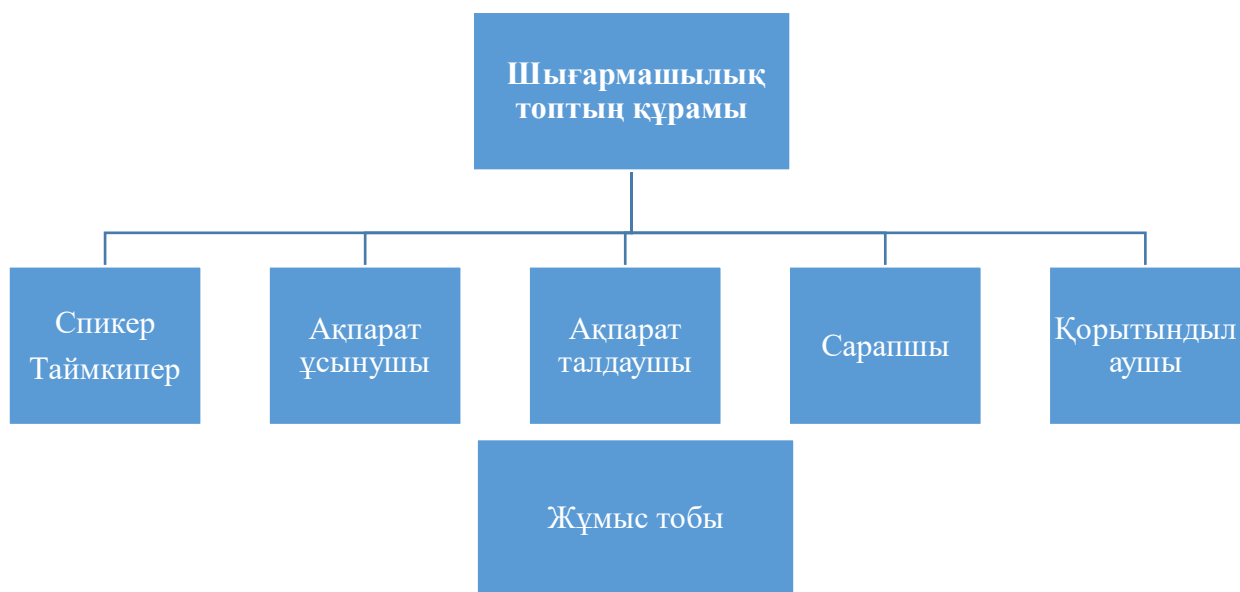 Шығармашылық
топтың құрамы
Спикер
Таймкипер
Ақпарат
ұсынушы
Ақпарат
талдаушы
Сарапшы
Қорытындыл
аушы
Жұмыс тобы